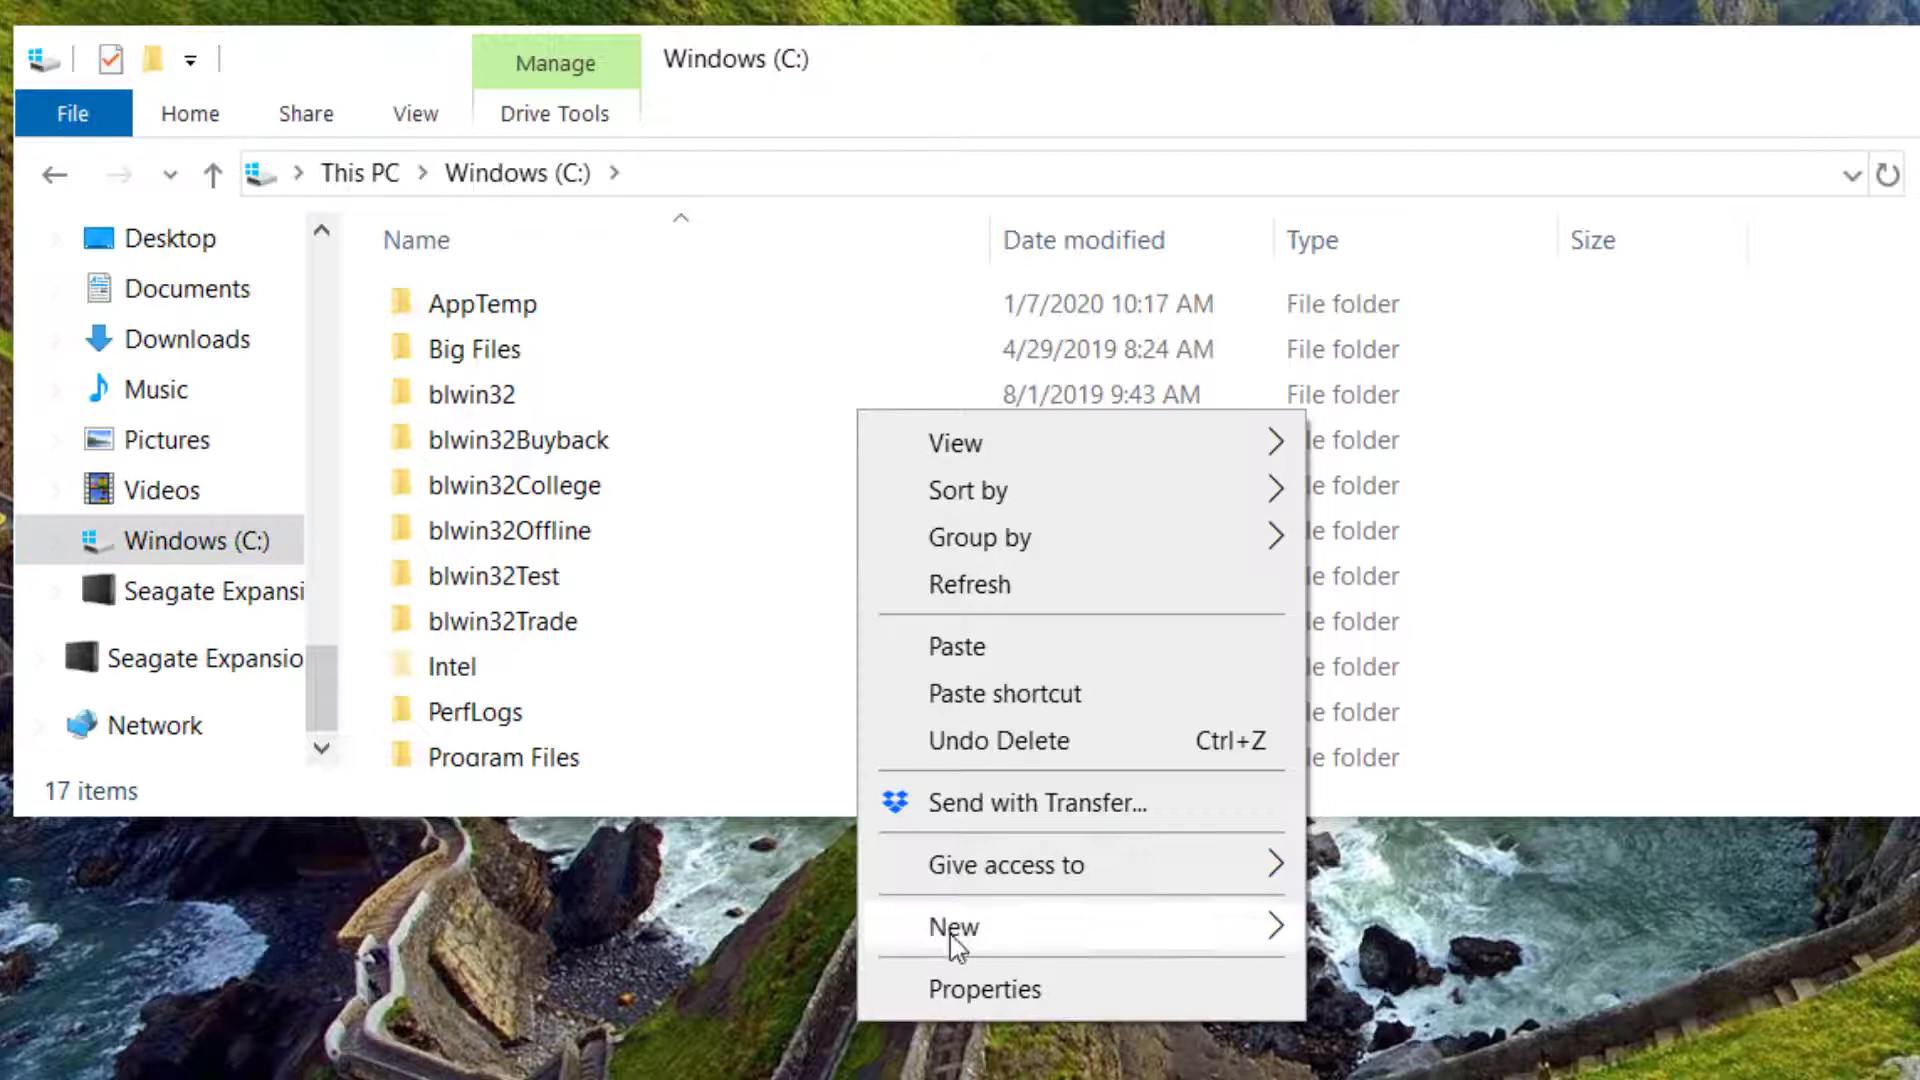 Manage
Windows (C:)
File
Home
Share
View
Drive Tools
This PC
Windows (C:)
Name
Date modified
Type
Size
Desktop
Documents
Downloads
Music
Pictures
Videos
Windows (C:)
Seagate Expansi
Seagate Expansio
Network
AppTemp 1/7/2020 10:17 AM File folder
Big Files 4/29/2019 8:24 AM File folder
blwin32 8/1/2019 9:43 AM File folder
blwin32Buyback le folder
blwin32College le folder
blwin32Offline le folder
blwin32Test le folder
blwin32Trade le folder
Intel le folder
PerfLogs le folder
Program Files le folder
17 items
View
Sort by
Group by
Refresh
Paste
Paste shortcut
Undo Delete Ctrl+Z
Send with Transfer...
Give access to
New
Properties